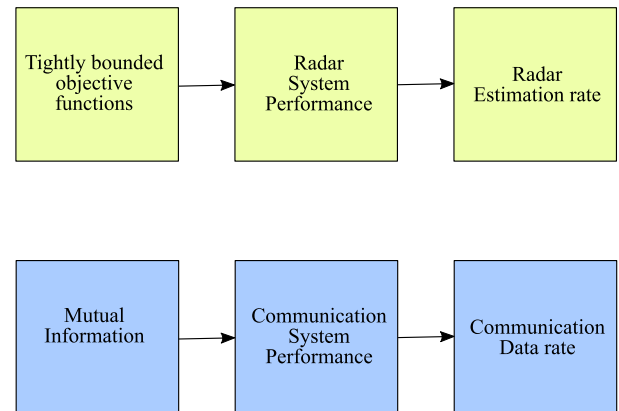 Tightly bounded
objective
functions
Radar
System
Performance
Radar
Estimation rate
Mutual
Information
Communication
System
Performance
Communication
Data rate